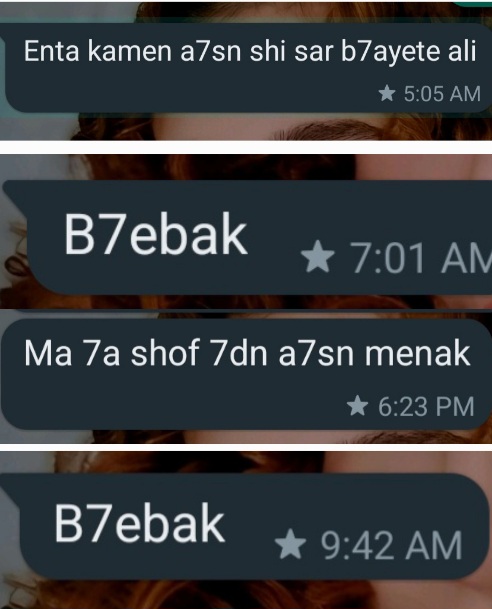 Enta kamen a7sn shi sar b7ayete ali
★ 5:05 AM
B7ebak
★ 7:01 AM
Ma 7a shof 7dn a7sn menak
★ 6:23 PM
B7ebak
★ 9:42 AM